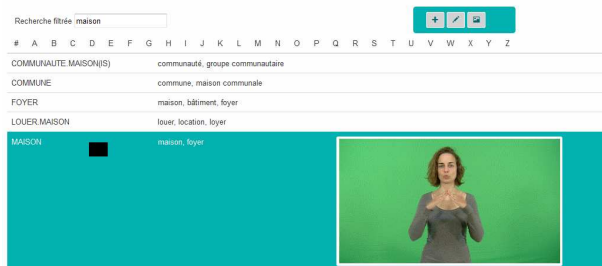 Recherche filtrée maison
# A B C D E F G H I J K L M N O P Q R S T U V W X Y Z
COMMUNAUTE.MAISON(IS) communauté, groupe communautaire
COMMUNE commune, maison communale
FOYER maison, bâtiment, foyer
LOUER.MAISON louer, location, loyer
MAISON maison, foyer